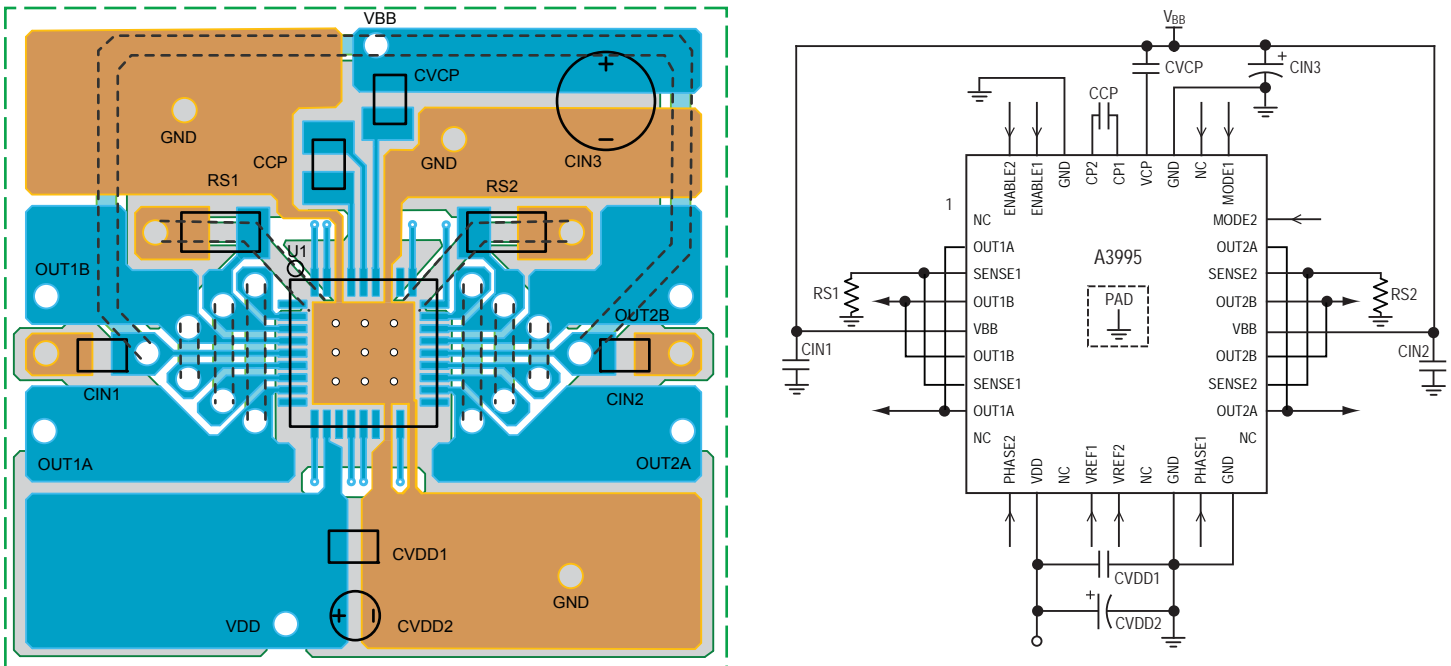 VBB
CVCP
GND
GND
CIN3
CCP
RS1
RS2
U1
OUT1B
OUT2B
CIN1
CIN2
OUT1A
OUT2A
CVDD1
GND
VDD
CVDD2
+
–
+
–
VBB
CVCP
+
CIN3
CCP
ENABLE2
ENABLE1
GND
CP2
CP1
VCP
GND
NC
MODE1
1
NC
OUT1A
SENSE1
OUT1B
VBB
OUT1B
SENSE1
OUT1A
NC
A3995
PAD
MODE2
OUT2A
SENSE2
OUT2B
VBB
OUT2B
SENSE2
OUT2A
NC
RS1
RS2
CIN1
CIN2
PHASE2
VDD
NC
VREF1
VREF2
NC
GND
PHASE1
GND
CVDD1
+
CVDD2